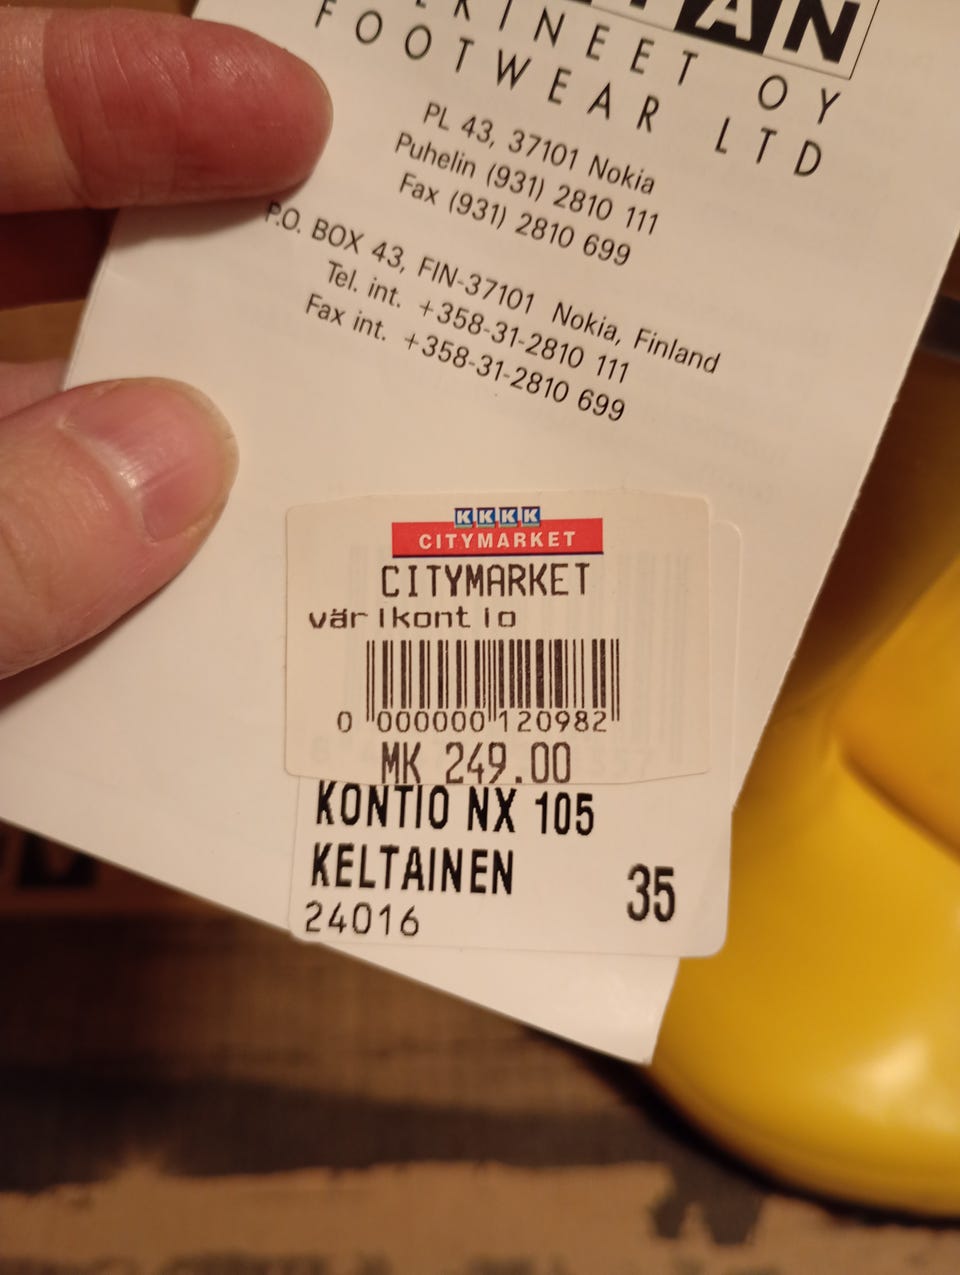 FOOTWEAR LTD
PL 43, 37101 Nokia
Puhelin (931) 2810 111
Fax (931) 2810 699
P.O. BOX 43, FIN-37101 Nokia, Finland
Tel. int. +358-31-2810 111
Fax int. +358-31-2810 699
KKKK
CITYMARKET
CITYMARKET
värikontio
0 000000 120982
MK 249.00
KONTIO NX 105
KELTAINEN
35
24016